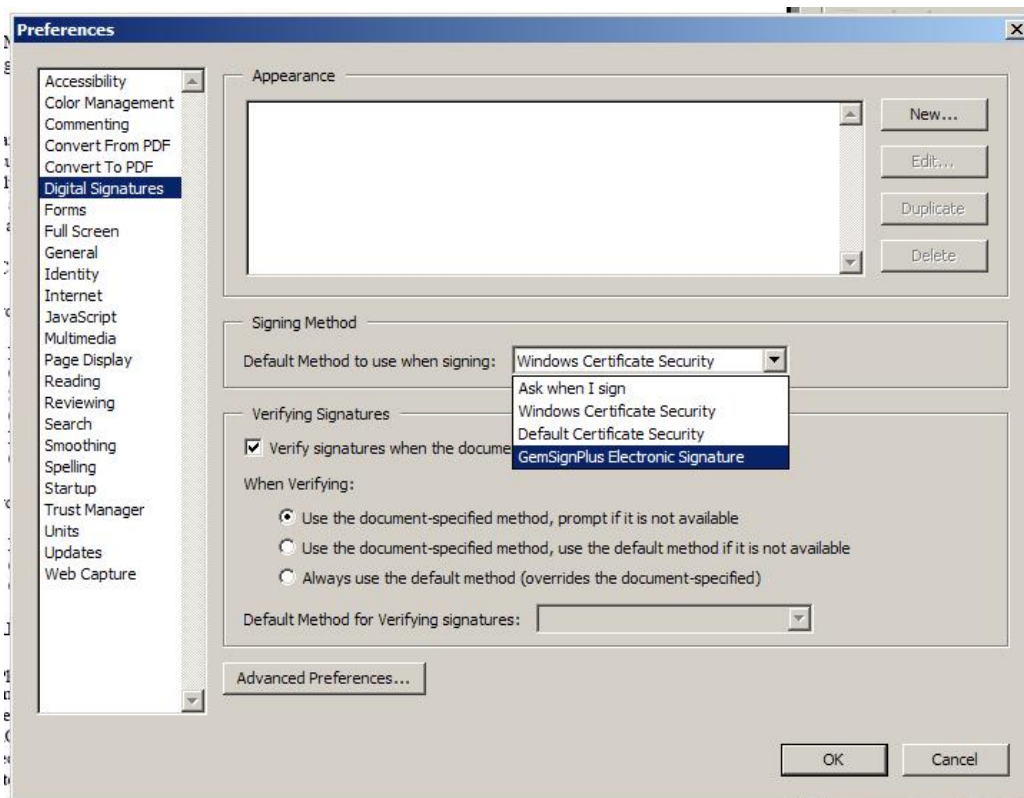 Preferences
Accessibility
Color Management
Commenting
Convert From PDF
Convert To PDF
Digital Signatures
Forms
Full Screen
General
Identity
Internet
JavaScript
Multimedia
Page Display
Reading
Reviewing
Search
Smoothing
Spelling
Startup
Trust Manager
Units
Updates
Web Capture
Appearance
New...
Edit...
Duplicate
Delete
Signing Method
Default Method to use when signing: Windows Certificate Security
Ask when I sign
Windows Certificate Security
Default Certificate Security
GemSignPlus Electronic Signature
Verifying Signatures
Verify signatures when the docume
When Verifying:
Use the document-specified method, prompt if it is not available
Use the document-specified method, use the default method if it is not available
Always use the default method (overrides the document-specified)
Default Method for Verifying signatures:
Advanced Preferences...
OK Cancel